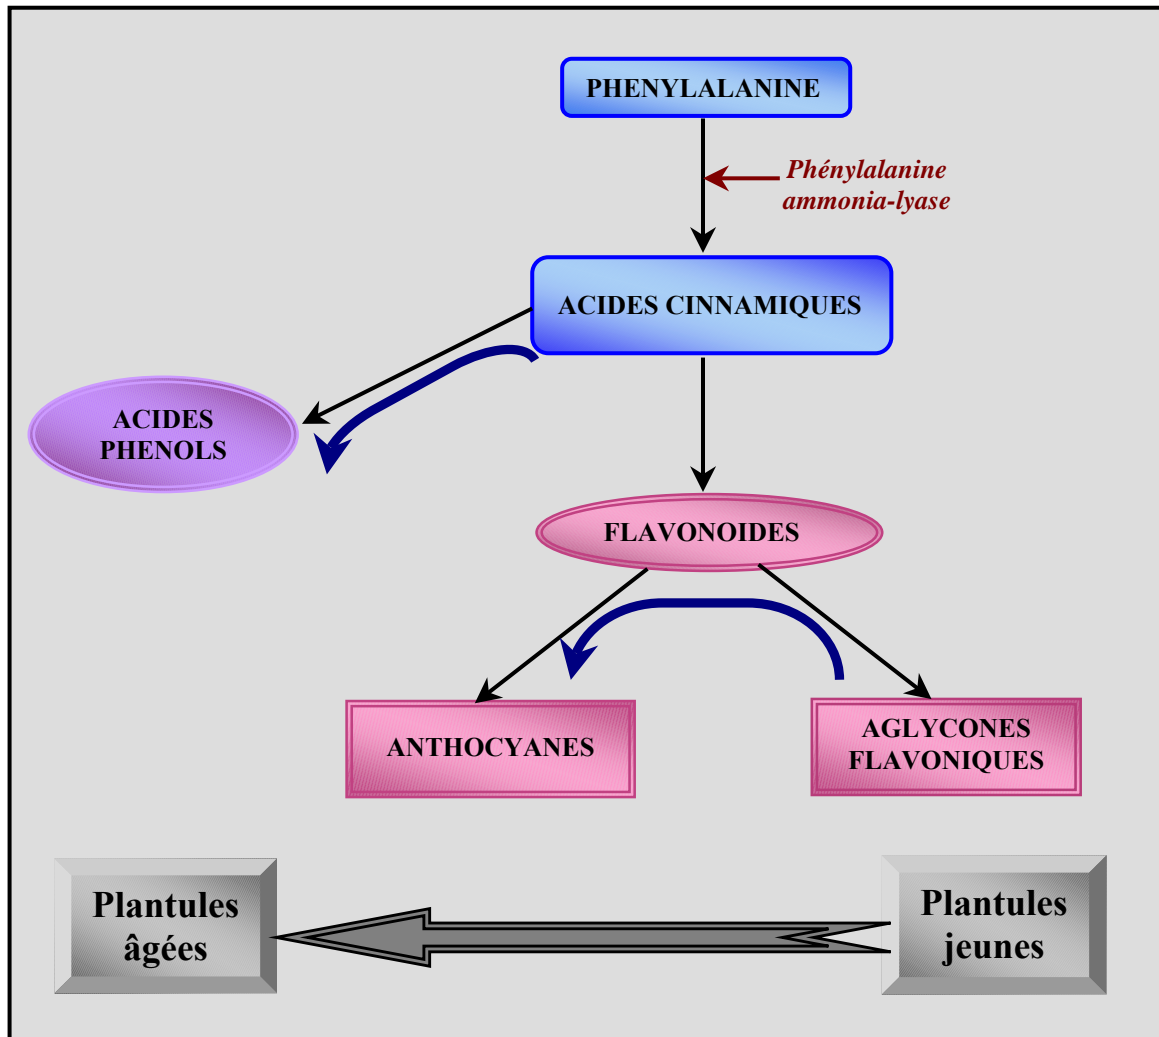 PHENYLALANINE
Phénylalanine
ammonia-lyase
ACIDES CINNAMIQUES
ACIDES
PHENOLS
FLAVONOIDES
ANTHOCYANES
AGLYCONES
FLAVONIQUES
Plantules
âgées
Plantules
jeunes